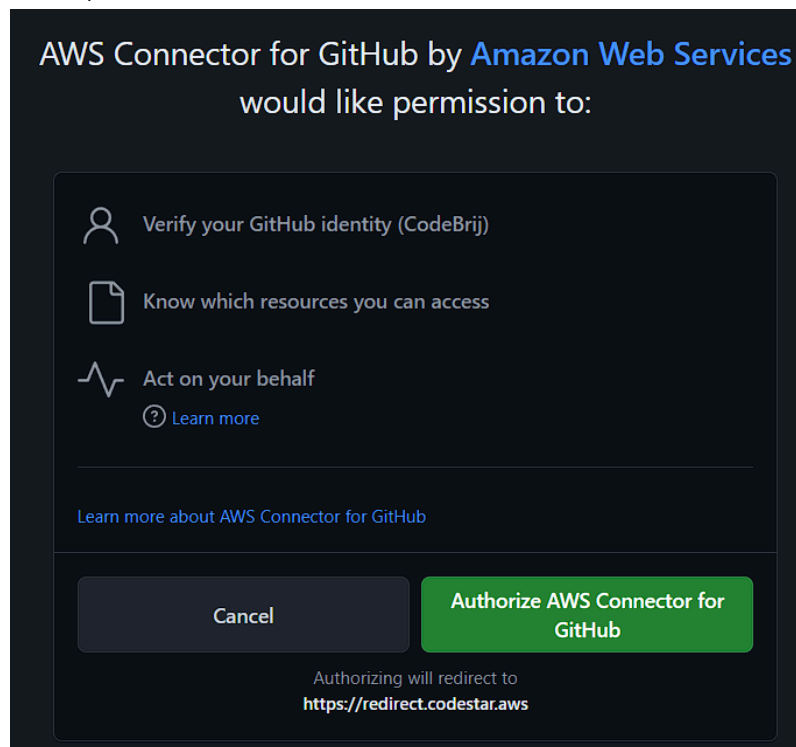 AWS Connector for GitHub by Amazon Web Services
would like permission to:
Verify your GitHub identity (CodeBrij)
Know which resources you can access
Act on your behalf
Learn more
Learn more about AWS Connector for GitHub
Cancel
Authorize AWS Connector for
GitHub
Authorizing will redirect to
https://redirect.codestar.aws